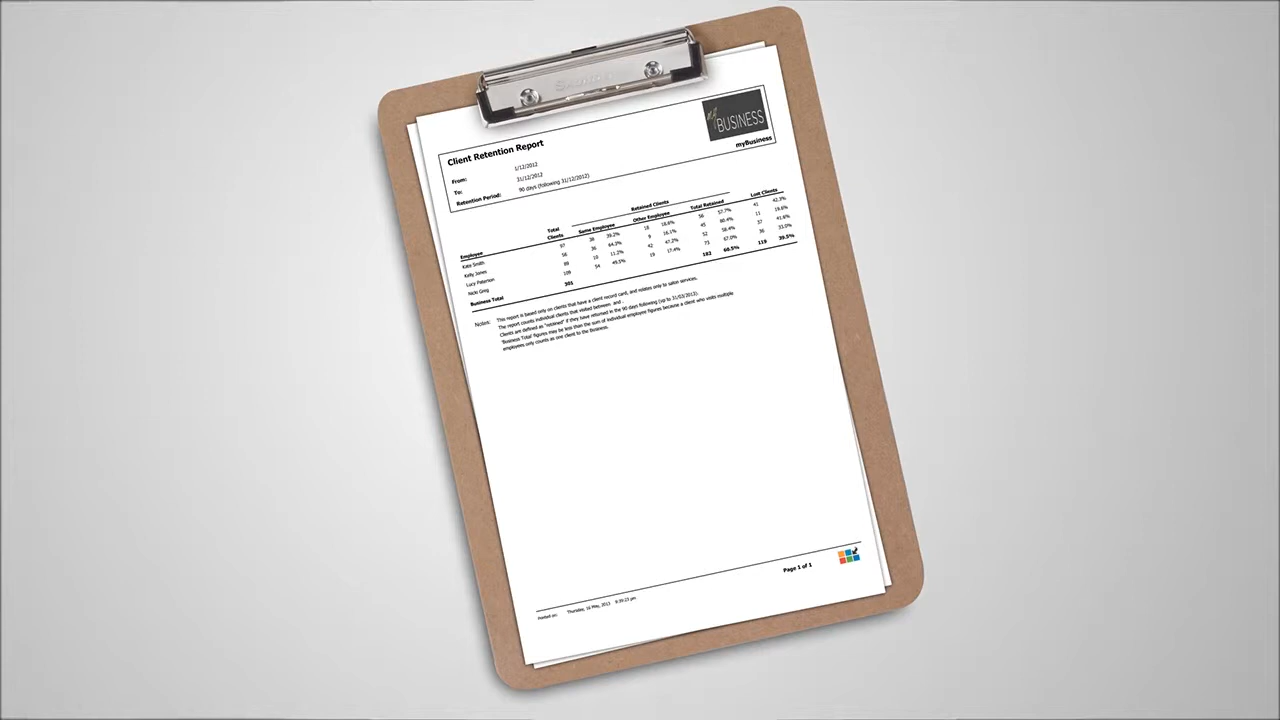 my
BUSINESS
myBusiness
Client Retention Report
From: 1/12/2012
To: 31/12/2012
Retention Period: 90 days (following 31/12/2012)
Retained Clients
Employee Total Clients Same Employee Other Employee Total Retained Lost Clients
Kate Smith 97 38 39.2% 18 18.6% 56 57.7% 41 42.3%
Kelly Jones 56 36 64.3% 9 16.1% 45 80.4% 11 19.6%
Lucy Paterson 89 10 11.2% 42 47.2% 52 58.4% 37 41.6%
Nicki Greg 109 54 49.5% 19 17.4% 73 67.0% 36 33.0%
Business Total 301 182 60.5% 119 39.5%
Notes: This report is based only on clients that have a client record card, and relates only to salon services.
The report counts individual clients that visited between and .
Clients are defined as "retained" if they have returned in the 90 days following (up to 31/03/2013).
'Business Total' figures may be less than the sum of individual employee figures because a client who visits multiple
employees only counts as one client to the Business.
Page 1 of 1
Printed on: Thursday, 16 May, 2013 9:39:23 pm